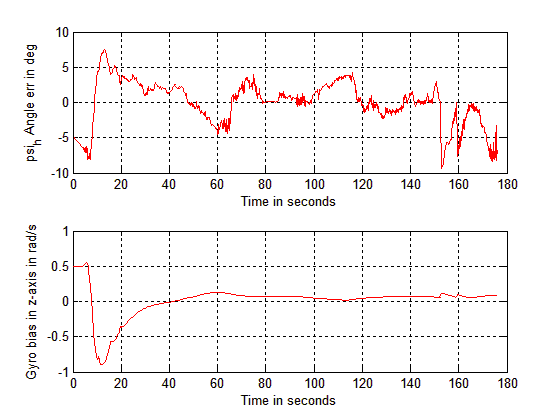 10
5
0
-5
-10
psi_h Angle err in deg
0 20 40 60 80 100 120 140 160 180
Time in seconds
1
0.5
0
-0.5
-1
Gyro bias in z-axis in rad/s
0 20 40 60 80 100 120 140 160 180
Time in seconds